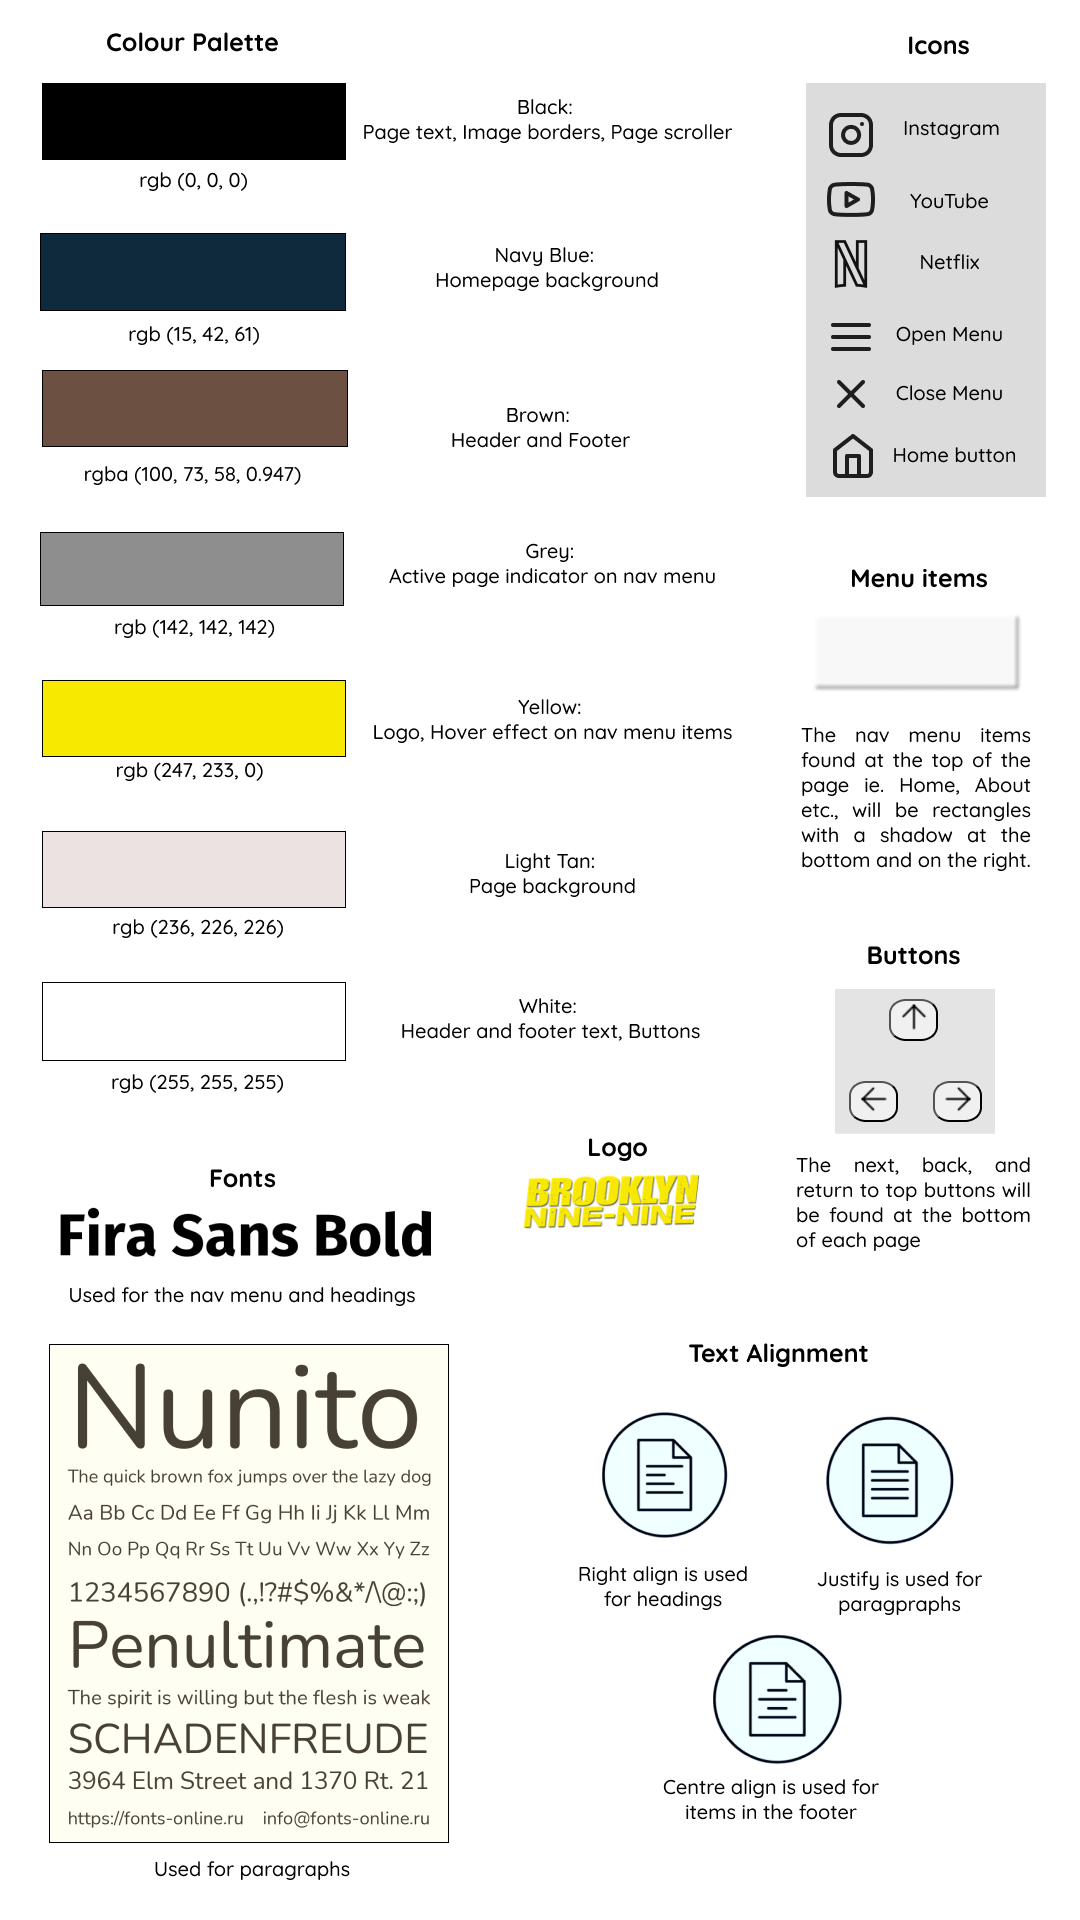 Colour Palette
rgb (0, 0, 0)
Black:
Page text, Image borders, Page scroller
rgb (15, 42, 61)
Navy Blue:
Homepage background
rgba (100, 73, 58, 0.947)
Brown:
Header and Footer
rgb (142, 142, 142)
Grey:
Active page indicator on nav menu
rgb (247, 233, 0)
Yellow:
Logo, Hover effect on nav menu items
rgb (236, 226, 226)
Light Tan:
Page background
rgb (255, 255, 255)
White:
Header and footer text, Buttons
Icons
Instagram
YouTube
Netflix
Open Menu
Close Menu
Home button
Menu items
The nav menu items
found at the top of the
page ie. Home, About
etc., will be rectangles
with a shadow at the
bottom and on the right.
Buttons
The next, back, and
return to top buttons will
be found at the bottom
of each page
Logo
BROOKLYN
NINE-NINE
Fonts
Fira Sans Bold
Used for the nav menu and headings
Nunito
The quick brown fox jumps over the lazy dog
Aa Bb Cc Dd Ee Ff Gg Hh Ii Jj Kk Ll Mm
Nn Oo Pp Qq Rr Ss Tt Uu Vv Ww Xx Yy Zz
1234567890 (.,!?#$%&*/\@:;)
Penultimate
The spirit is willing but the flesh is weak
SCHADENFREUDE
3964 Elm Street and 1370 Rt. 21
https://fonts-online.ru info@fonts-online.ru
Used for paragraphs
Text Alignment
Right align is used
for headings
Justify is used for
paragpraphs
Centre align is used for
items in the footer